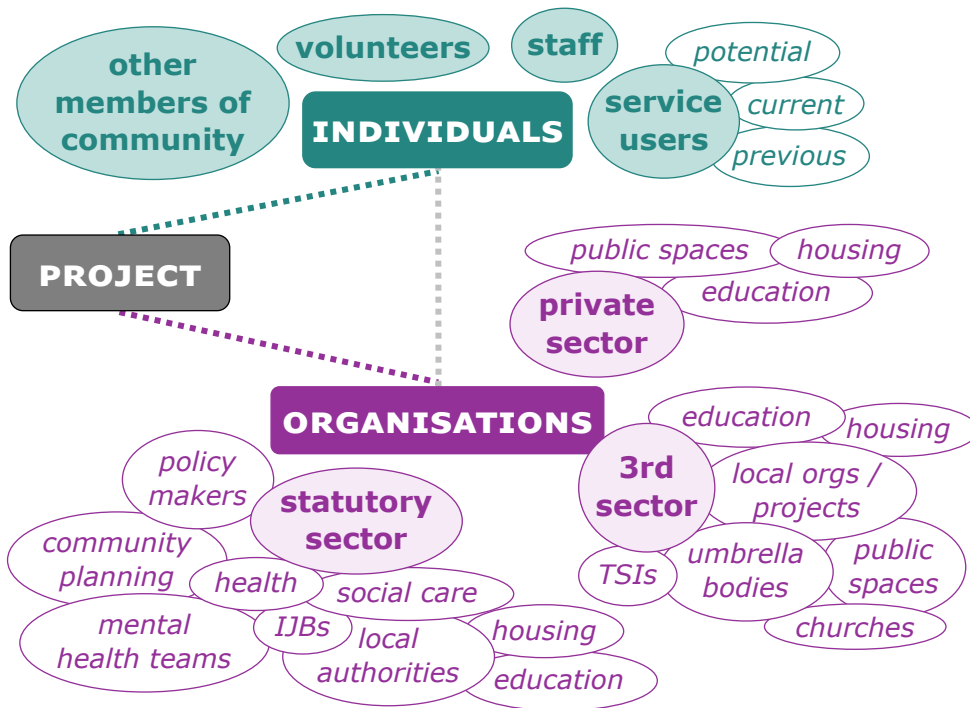 other
members of
community
volunteers
staff
service
users
potential
current
previous
INDIVIDUALS
PROJECT
public spaces
housing
education
private
sector
ORGANISATIONS
policy
makers
statutory
sector
community
planning
health
social care
mental
health teams
IJBs
local
authorities
housing
education
3rd
sector
education
housing
local orgs /
projects
TSIs
umbrella
bodies
public
spaces
churches